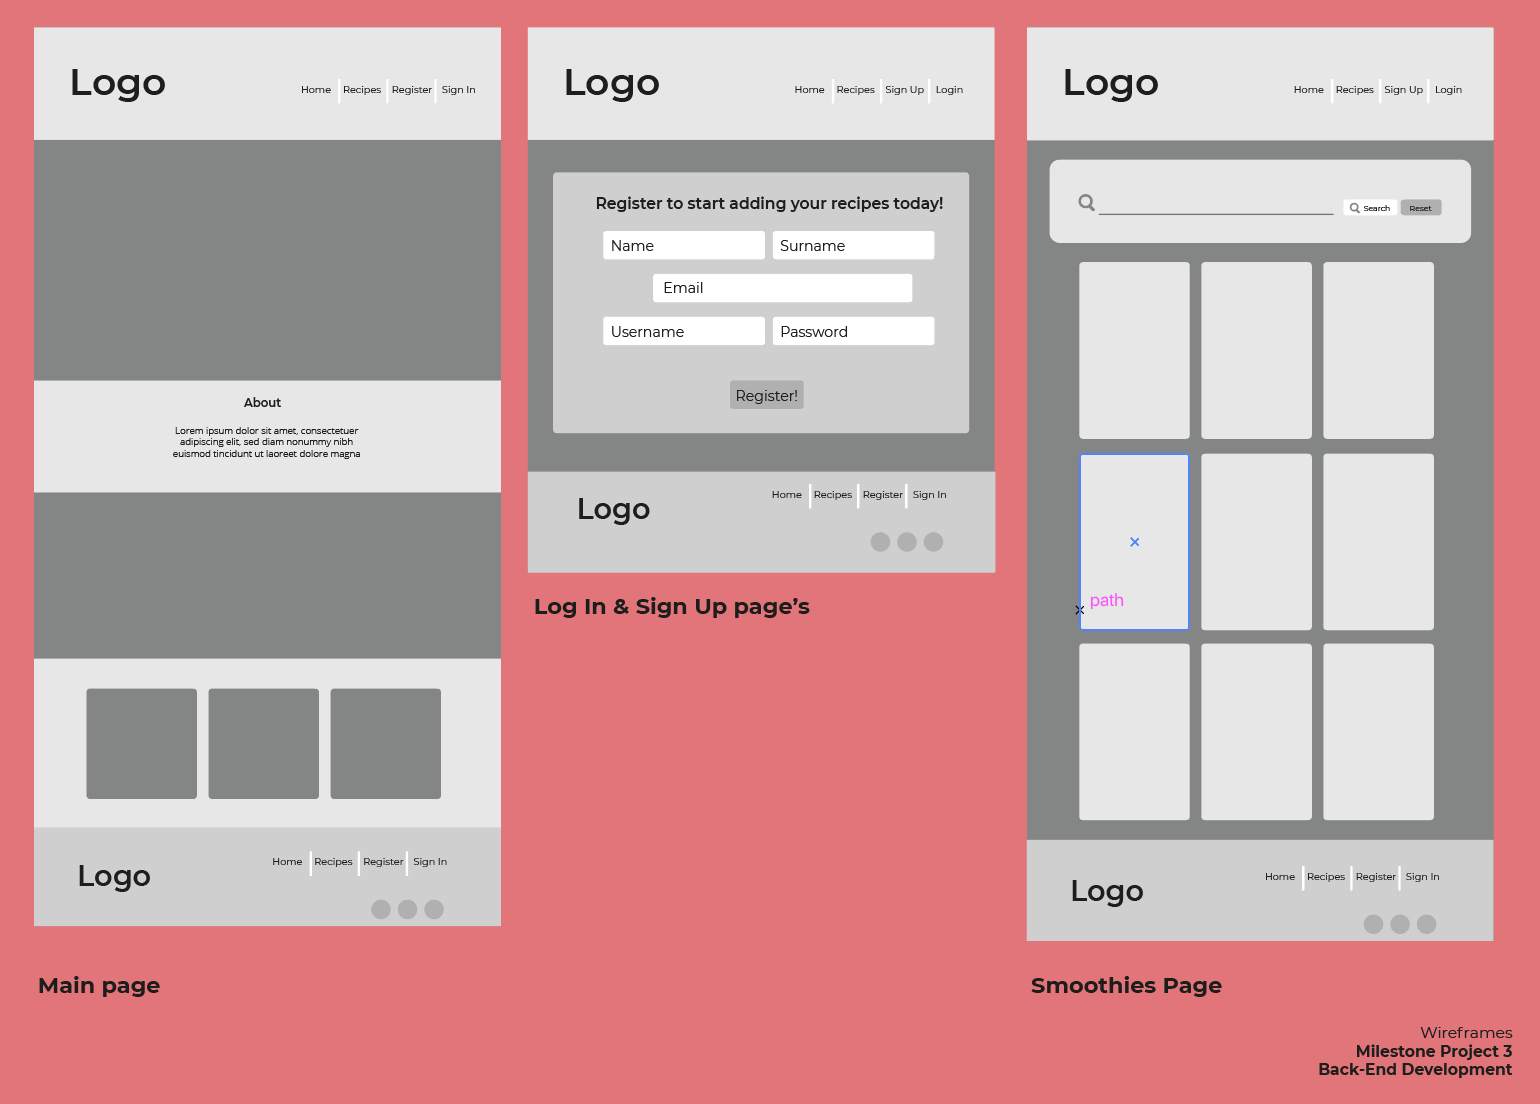 Logo
Home Recipes Register Sign In
About
Lorem ipsum dolor sit amet, consectetuer
adipiscing elit, sed diam nonummy nibh
euismod tincidunt ut laoreet dolore magna
Logo
Home Recipes Register Sign In
Main page
Logo
Home Recipes Sign Up Login
Register to start adding your recipes today!
Name Surname
Email
Username Password
Register!
Logo
Home Recipes Register Sign In
Log In & Sign Up page’s
Logo
Home Recipes Sign Up Login
Search Reset
path
Logo
Home Recipes Register Sign In
Smoothies Page
Wireframes
Milestone Project 3
Back-End Development